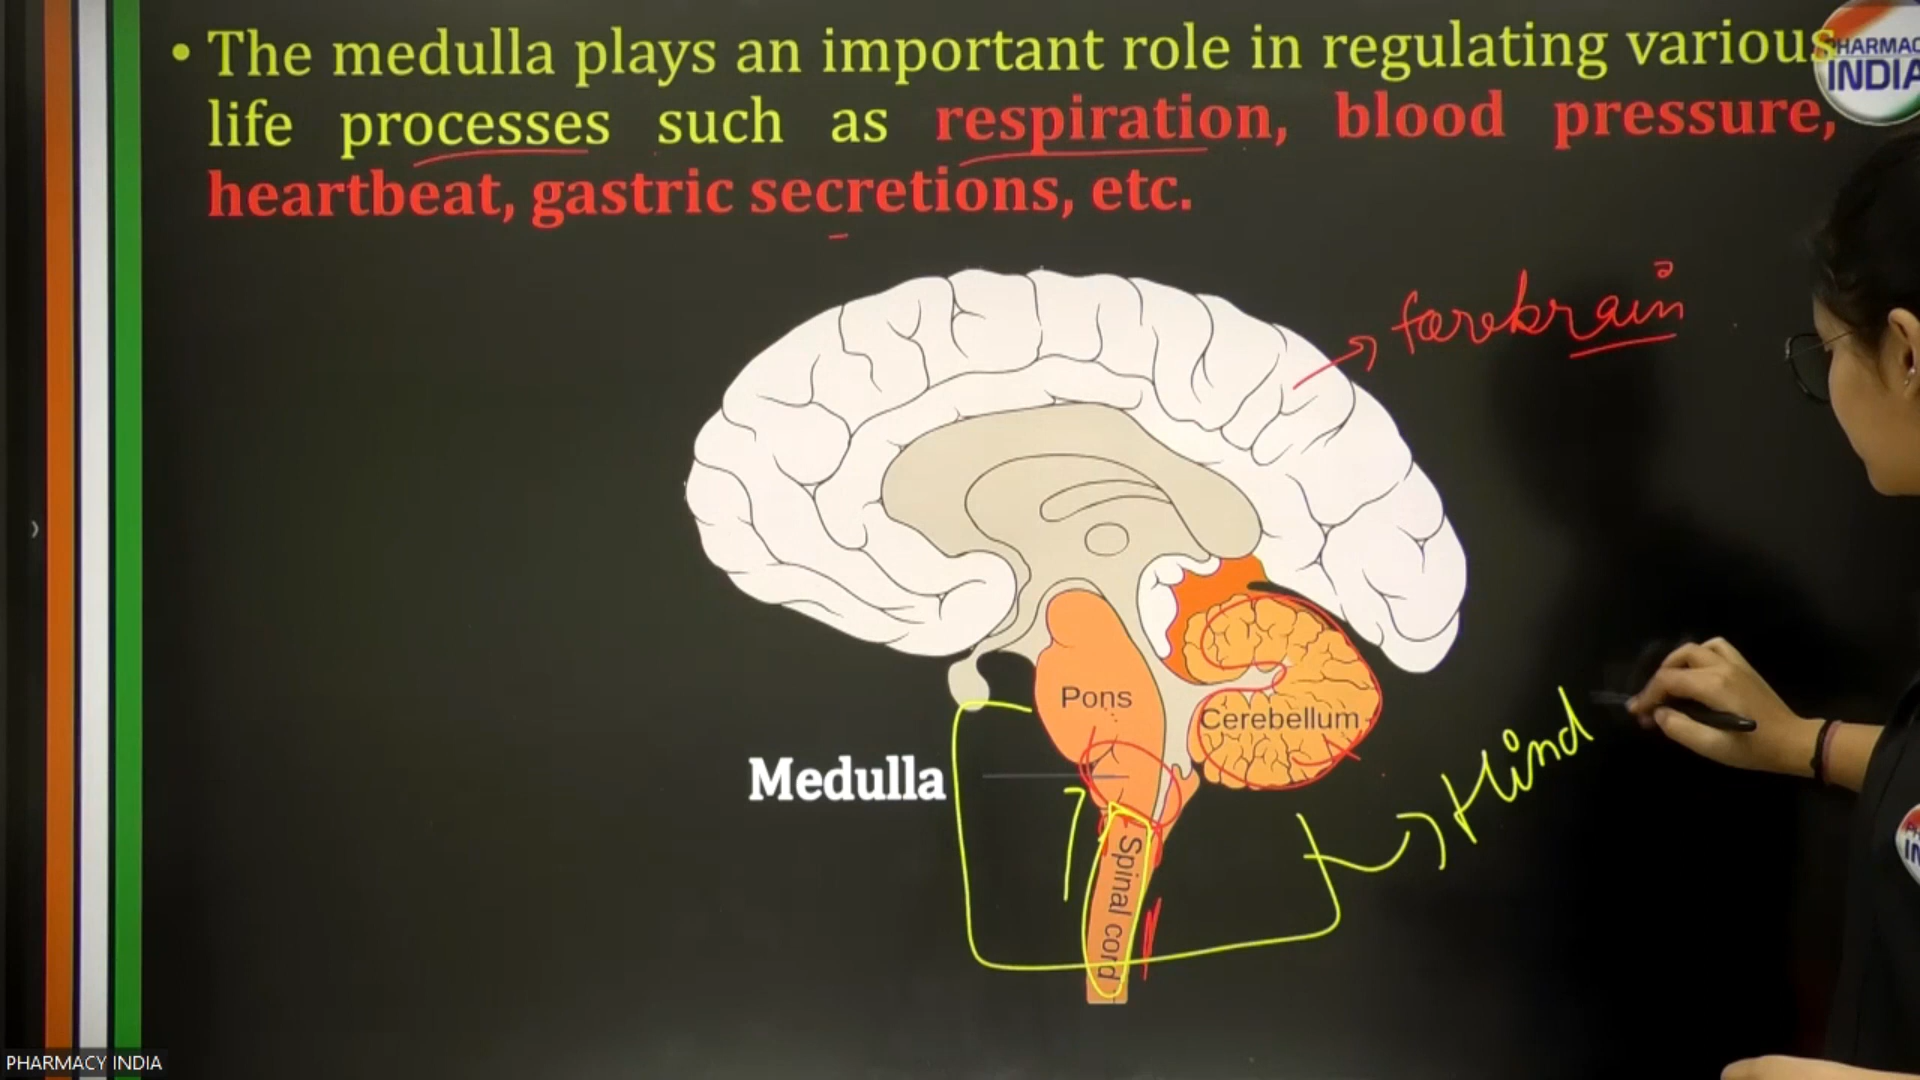 • The medulla plays an important role in regulating various
life processes such as respiration, blood pressure,
heartbeat, gastric secretions, etc.
PHARMAC
INDIA
forebrain
Pons
Cerebellum
Medulla
Hind
Spinal cord
PHARMACY INDIA